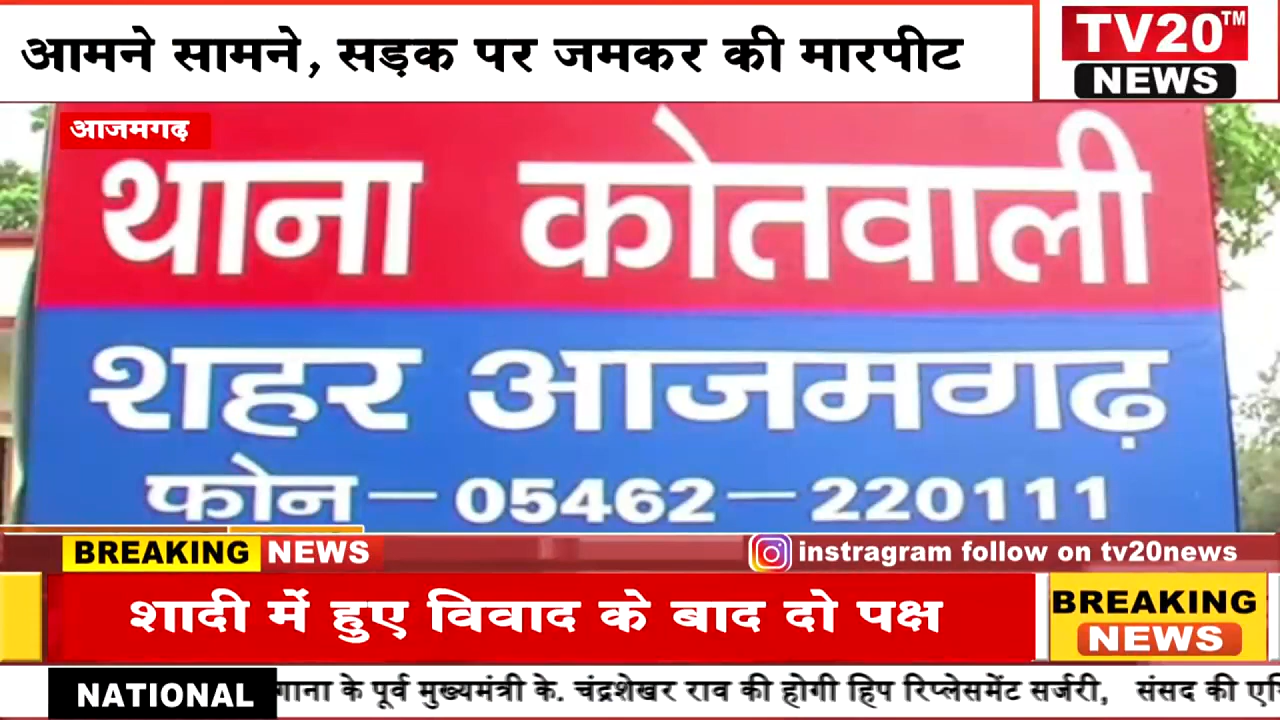 आमने सामने, सड़क पर जमकर की मारपीट
TV20™
NEWS
आजमगढ़
थाना कोतवाली
शहर आजमगढ़
फोन—05462—220111
BREAKING NEWS
instragram follow on tv20news
शादी में हुए विवाद के बाद दो पक्ष
BREAKING
NEWS
NATIONAL
के पूर्व मुख्यमंत्री के. चंद्रशेखर राव की होगी हिप रिप्लेसमेंट सर्जरी, संसद की